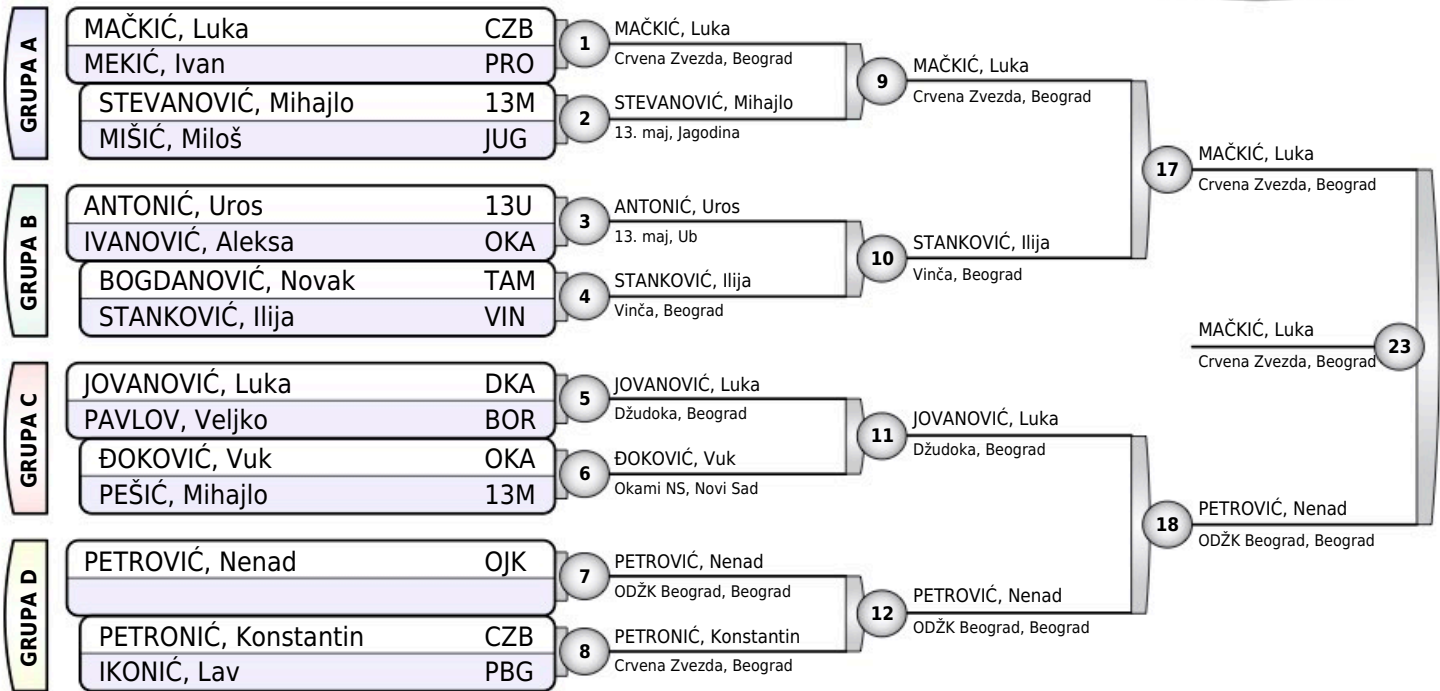 GRUPA A
MAČKIĆ, Luka CZB
MEKIĆ, Ivan PRO
STEVANOVIĆ, Mihajlo 13M
MIŠIĆ, Miloš JUG
GRUPA B
ANTONIĆ, Uros 13U
IVANOVIĆ, Aleksa OKA
BOGDANOVIĆ, Novak TAM
STANKOVIĆ, Ilija VIN
GRUPA C
JOVANOVIĆ, Luka DKA
PAVLOV, Veljko BOR
ĐOKOVIĆ, Vuk OKA
PEŠIĆ, Mihajlo 13M
GRUPA D
PETROVIĆ, Nenad OJK
PETRONIĆ, Konstantin CZB
IKONIĆ, Lav PBG
1
MAČKIĆ, Luka
Crvena Zvezda, Beograd
2
STEVANOVIĆ, Mihajlo
13. maj, Jagodina
3
ANTONIĆ, Uros
13. maj, Ub
4
STANKOVIĆ, Ilija
Vinča, Beograd
5
JOVANOVIĆ, Luka
Džudoka, Beograd
6
ĐOKOVIĆ, Vuk
Okami NS, Novi Sad
7
PETROVIĆ, Nenad
ODŽK Beograd, Beograd
8
PETRONIĆ, Konstantin
Crvena Zvezda, Beograd
9
MAČKIĆ, Luka
Crvena Zvezda, Beograd
10
STANKOVIĆ, Ilija
Vinča, Beograd
11
JOVANOVIĆ, Luka
Džudoka, Beograd
12
PETROVIĆ, Nenad
ODŽK Beograd, Beograd
17
MAČKIĆ, Luka
Crvena Zvezda, Beograd
18
PETROVIĆ, Nenad
ODŽK Beograd, Beograd
MAČKIĆ, Luka
Crvena Zvezda, Beograd
23